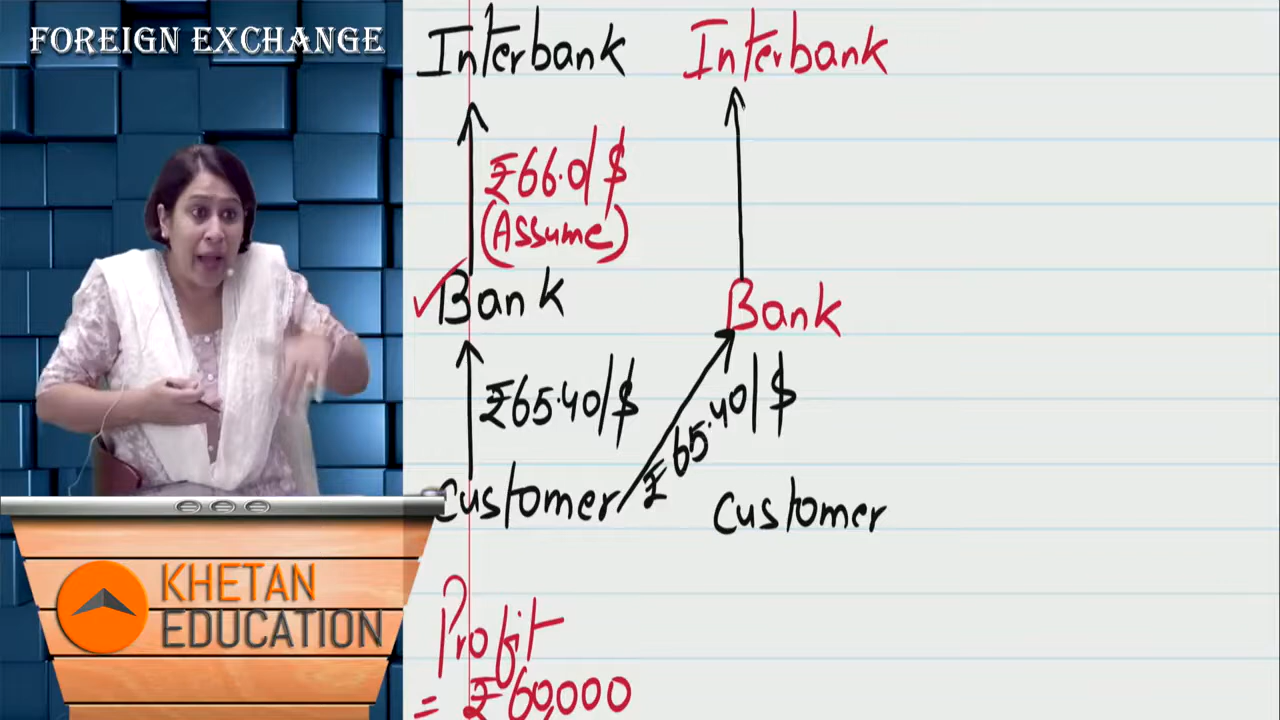 FOREIGN EXCHANGE
Interbank
₹66.0/$
(Assume)
Bank
₹65.40/$
Customer
Profit
= ₹60,000
Interbank
Bank
₹65.40/$
Customer
KHETAN
EDUCATION